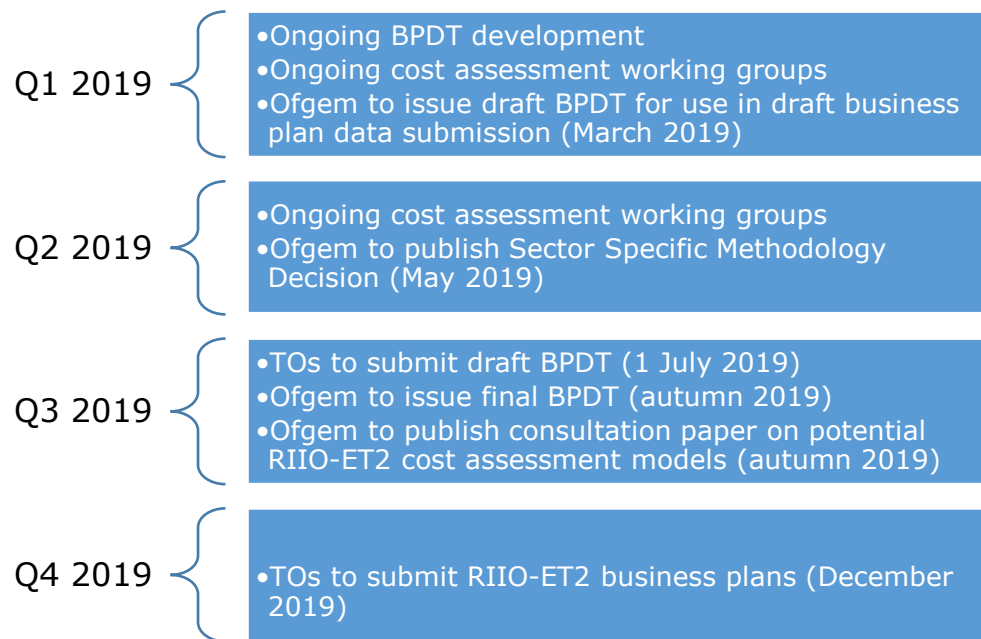 Q1 2019
•Ongoing BPDT development
•Ongoing cost assessment working groups
•Ofgem to issue draft BPDT for use in draft business
plan data submission (March 2019)
Q2 2019
•Ongoing cost assessment working groups
•Ofgem to publish Sector Specific Methodology
Decision (May 2019)
Q3 2019
•TOs to submit draft BPDT (1 July 2019)
•Ofgem to issue final BPDT (autumn 2019)
•Ofgem to publish consultation paper on potential
RIIO-ET2 cost assessment models (autumn 2019)
Q4 2019
•TOs to submit RIIO-ET2 business plans (December
2019)